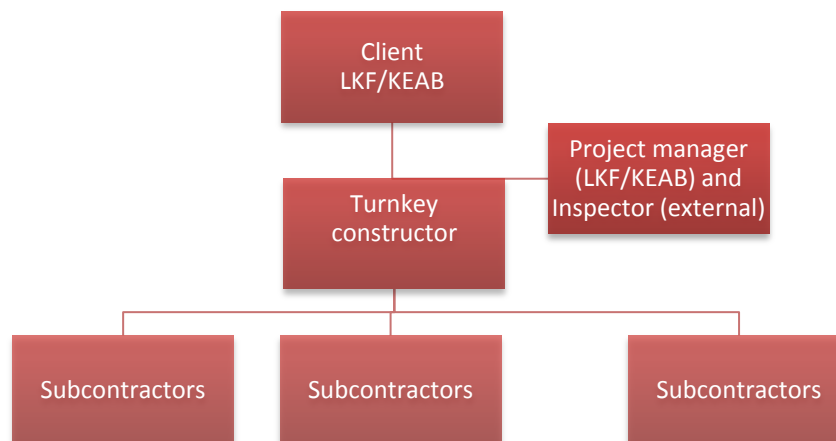 Client
LKF/KEAB
Project manager
(LKF/KEAB) and
Inspector (external)
Turnkey
constructor
Subcontractors
Subcontractors
Subcontractors